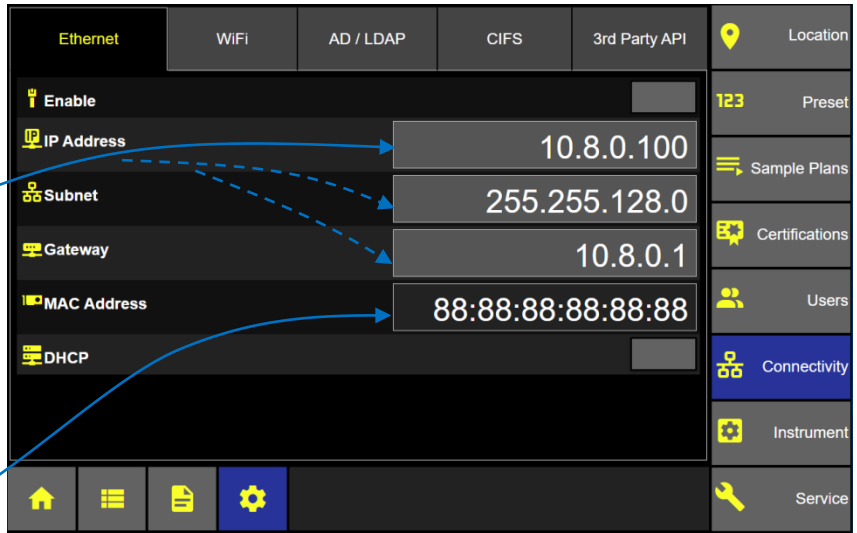 Ethernet
WiFi
AD / LDAP
CIFS
3rd Party API
Enable
IP
IP Address
10.8.0.100
Subnet
255.255.128.0
Gateway
10.8.0.1
MAC Address
88:88:88:88:88:88
DHCP
Location
123
Preset
Sample Plans
Certifications
Users
Connectivity
Instrument
Service